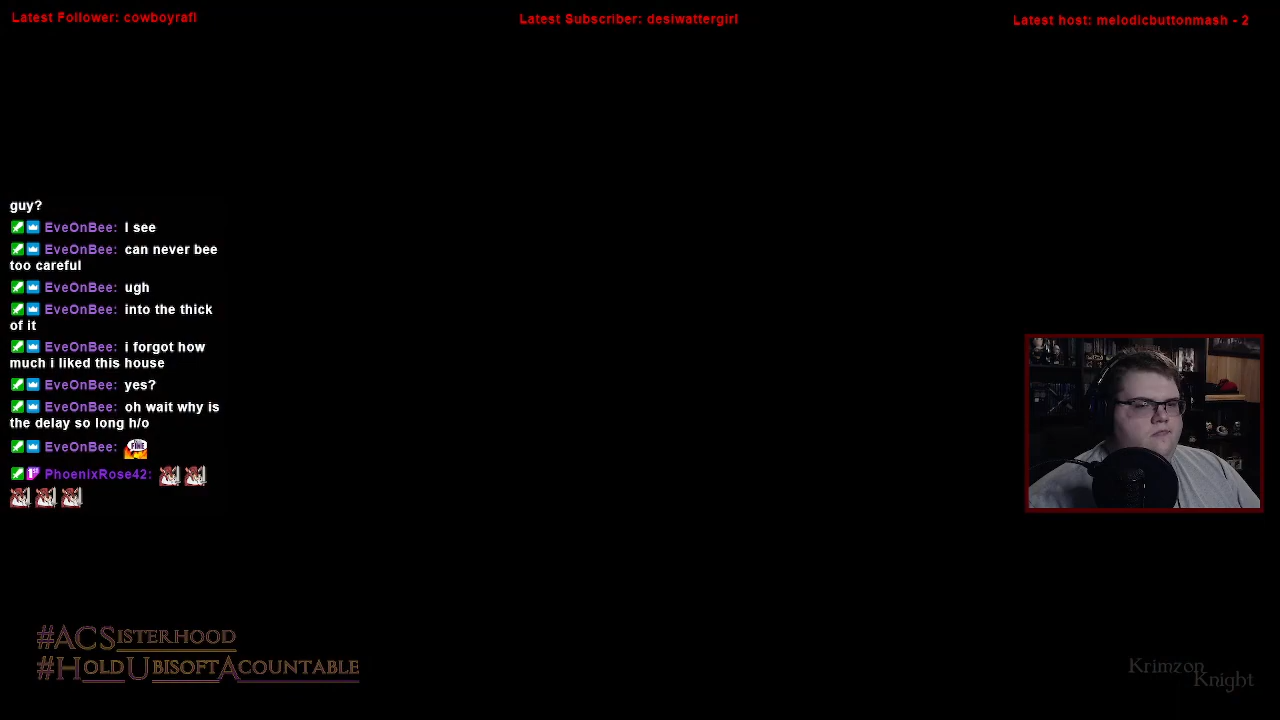 Latest Follower: cowboyrafl
Latest Subscriber: desiwattergirl
Latest host: melodicbuttonmash - 2
guy?
EveOnBee: I see
EveOnBee: can never bee
too careful
EveOnBee: ugh
EveOnBee: into the thick
of it
EveOnBee: i forgot how
much i liked this house
EveOnBee: yes?
EveOnBee: oh wait why is
the delay so long h/o
EveOnBee: FINE
PhoenixRose42:
#ACSisterhood
#HoldUbisoftAcountable
Krimzon
Knight